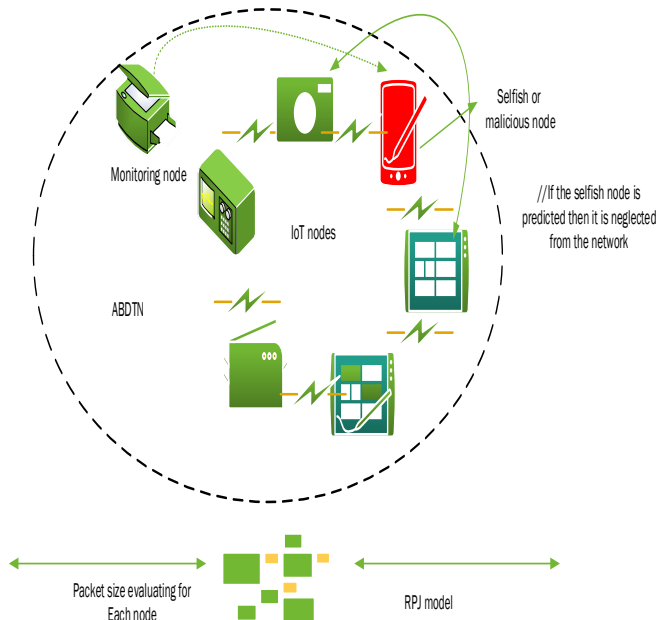 Selfish or
malicious node
Monitoring node
//If the selfish node is
predicted then it is neglected
from the network
IoT nodes
ABDTN
Packet size evaluating for
Each node
RPJ model